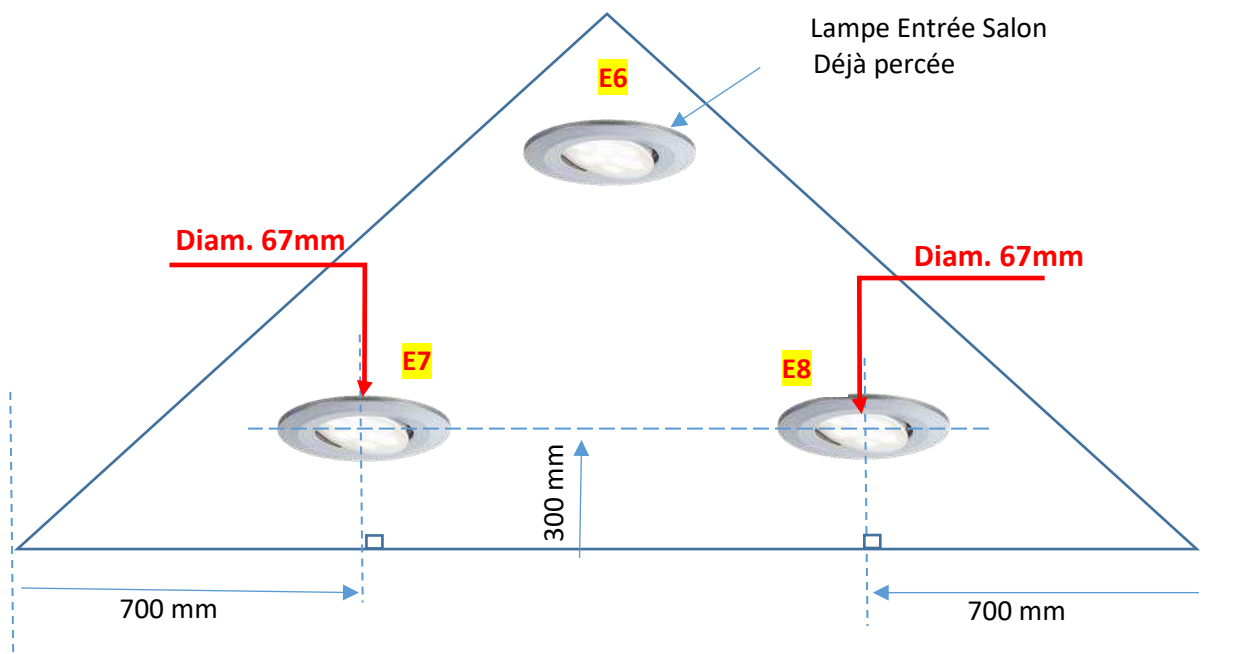 Lampe Entrée Salon
Déjà percée
E6
Diam. 67mm
Diam. 67mm
E7
E8
300 mm
700 mm
700 mm